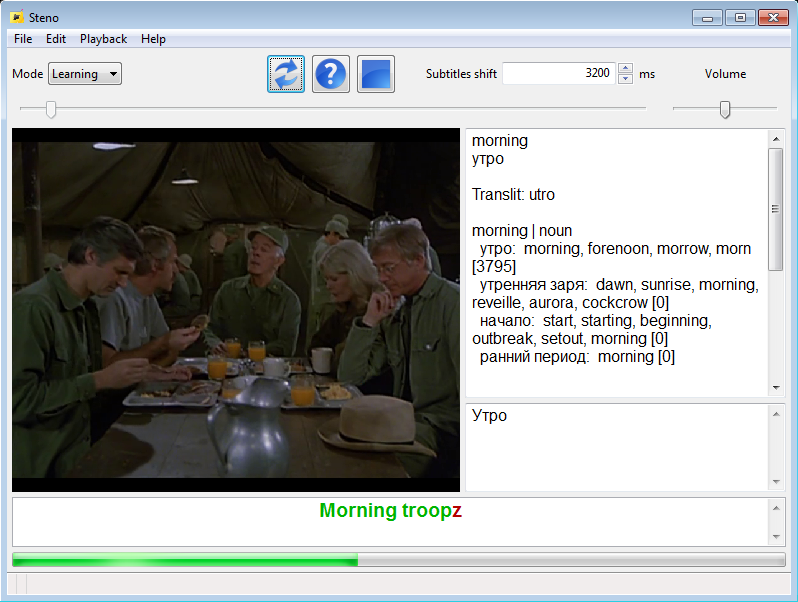 Steno
File Edit Playback Help
Mode Learning ? Subtitles shift 3200 ms Volume
morning
утро
Translit: utro
morning | noun
утро: morning, forenoon, morrow, morn
[3795]
утренняя заря: dawn, sunrise, morning,
reveille, aurora, cockcrow [0]
начало: start, starting, beginning,
outbreak, setout, morning [0]
ранний период: morning [0]
Утро
Morning troopz